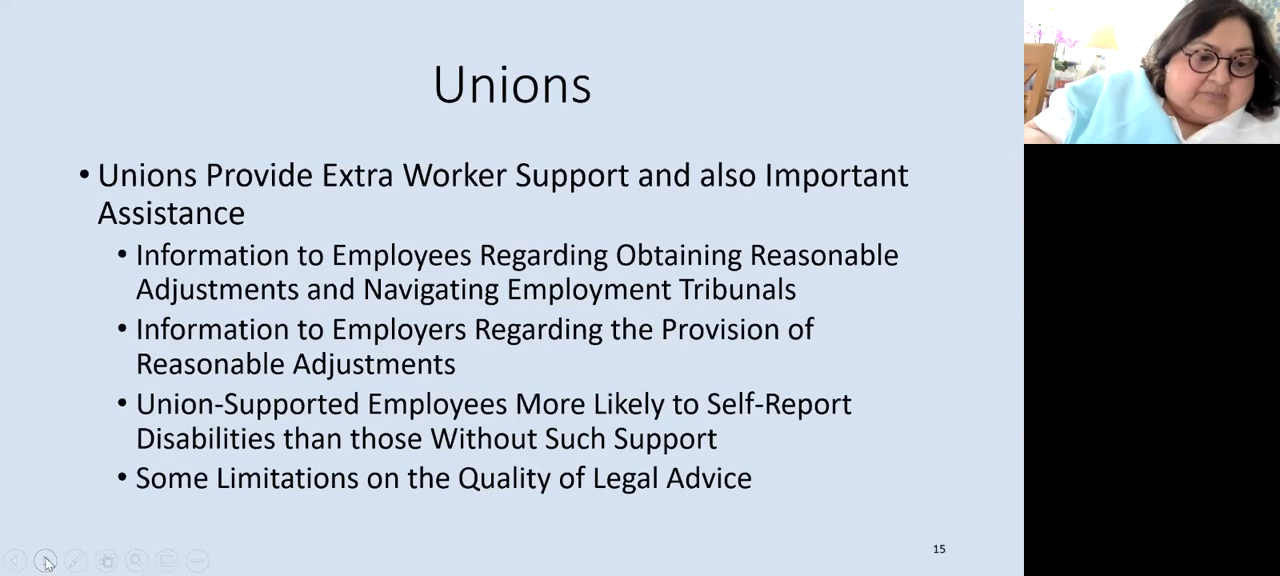 Unions
• Unions Provide Extra Worker Support and also Important
Assistance
• Information to Employees Regarding Obtaining Reasonable
Adjustments and Navigating Employment Tribunals
• Information to Employers Regarding the Provision of
Reasonable Adjustments
• Union-Supported Employees More Likely to Self-Report
Disabilities than those Without Such Support
• Some Limitations on the Quality of Legal Advice
15